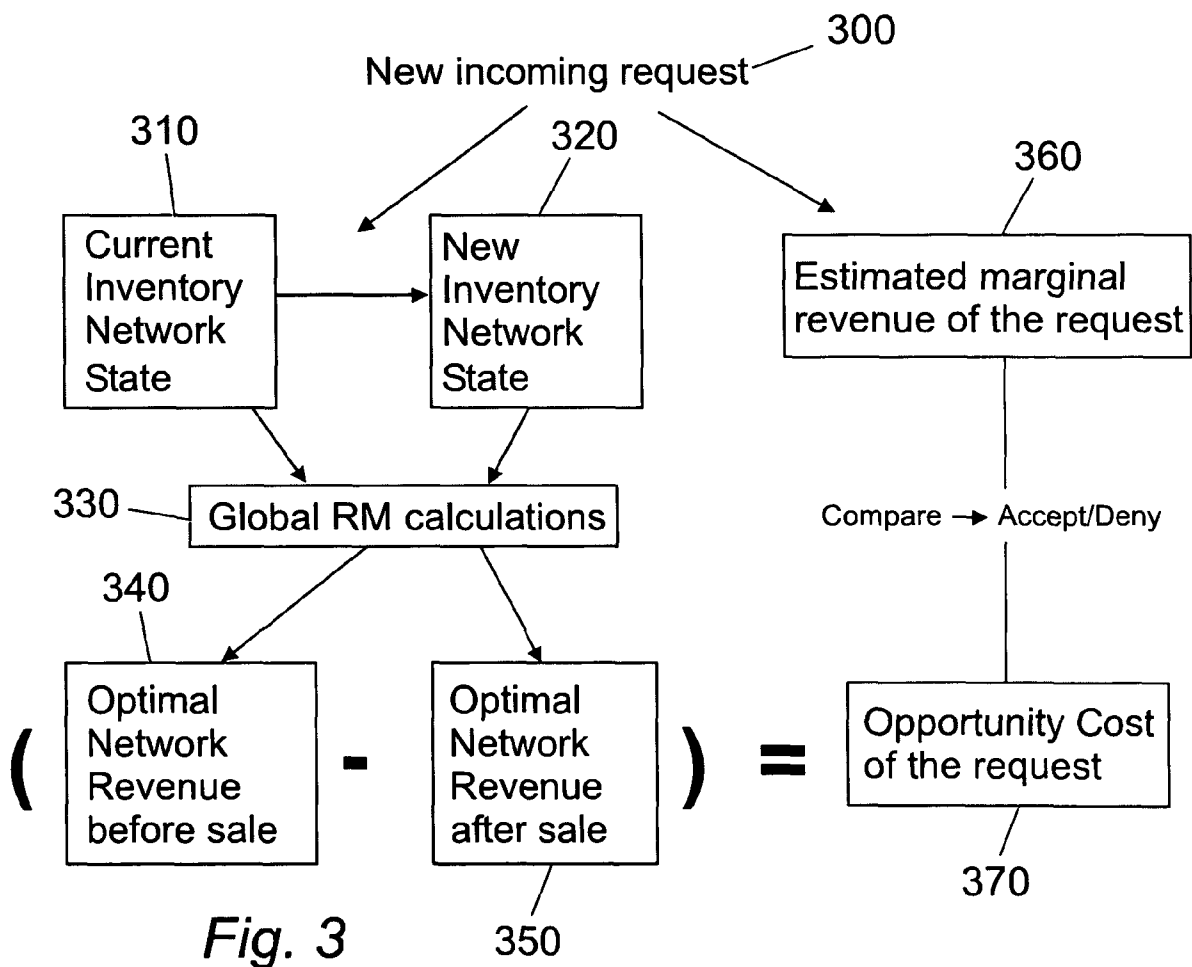 300
New incoming request
310
320
360
Current
Inventory
Network
State
New
Inventory
Network
State
Estimated marginal
revenue of the request
330
Global RM calculations
Compare → Accept/Deny
340
(
Optimal
Network
Revenue
before sale
-
Optimal
Network
Revenue
after sale
)
=
Opportunity Cost
of the request
350
370
Fig. 3